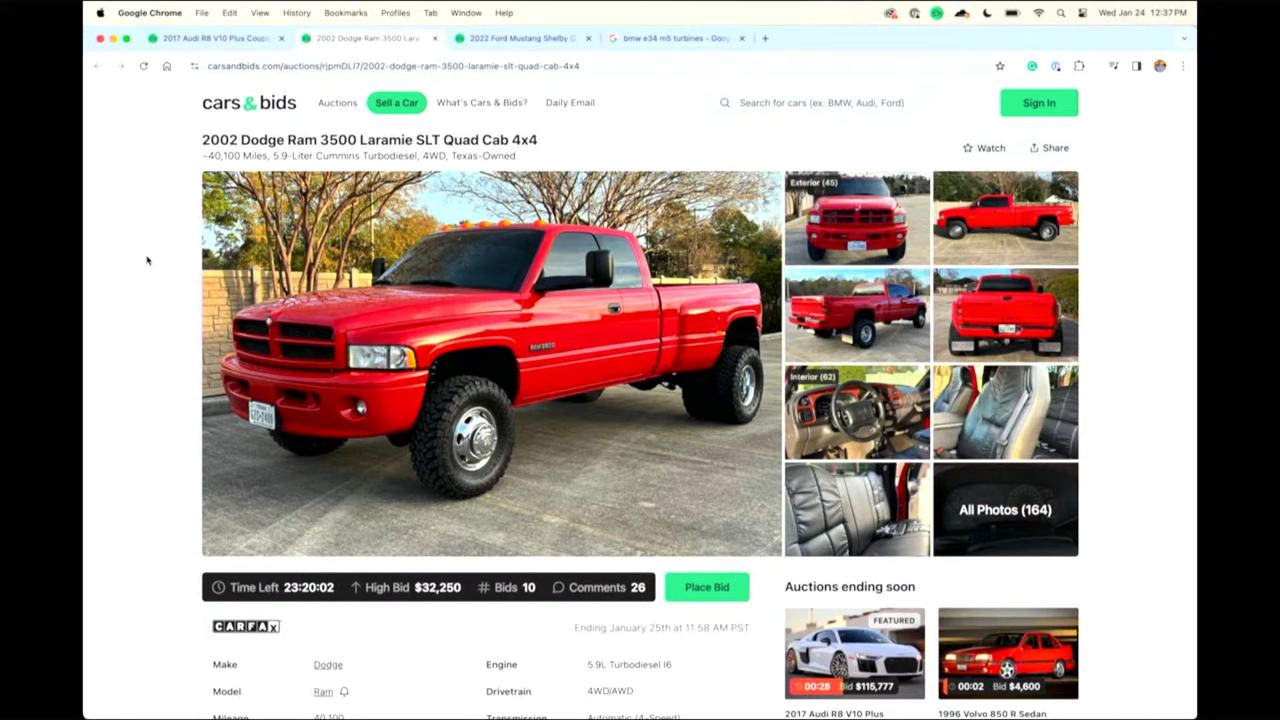 Google Chrome File Edit View History Bookmarks Profiles Tab Window Help Wed Jan 24 12:37 PM
2017 Audi R8 V10 Plus Coupe
2002 Dodge Ram 3500 Lara
2022 Ford Mustang Shelby G
bmw e34 m5 turbines - Goog
carsandbids.com/auctions/rjpmDLl7/2002-dodge-ram-3500-laramie-slt-quad-cab-4x4
cars & bids Auctions Sell a Car What's Cars & Bids? Daily Email Search for cars (ex. BMW, Audi, Ford) Sign In
2002 Dodge Ram 3500 Laramie SLT Quad Cab 4x4
~40,100 Miles, 5.9-Liter Cummins Turbodiesel, 4WD, Texas-Owned
Watch Share
Exterior (45)
Interior (62)
All Photos (164)
Time Left 23:20:02 High Bid $32,250 # Bids 10 Comments 26 Place Bid
CARFAX Ending January 25th at 11:58 AM PST
Make Dodge Engine 5.9L Turbodiesel I6
Model Ram Drivetrain 4WD/AWD
Mileage 40,100 Transmission Automatic (4-Speed)
Auctions ending soon
FEATURED
00:28 Bid $115,777
00:02 Bid $4,600
2017 Audi R8 V10 Plus
1996 Volvo 850 R Sedan